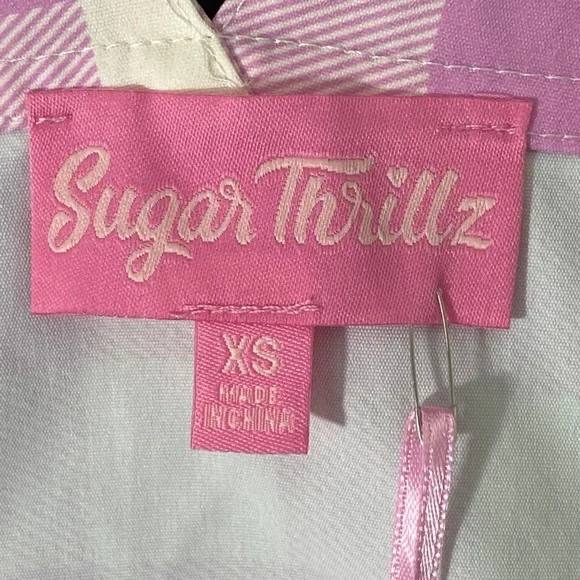 Sugar Thrillz
XS
MADE
IN CHINA